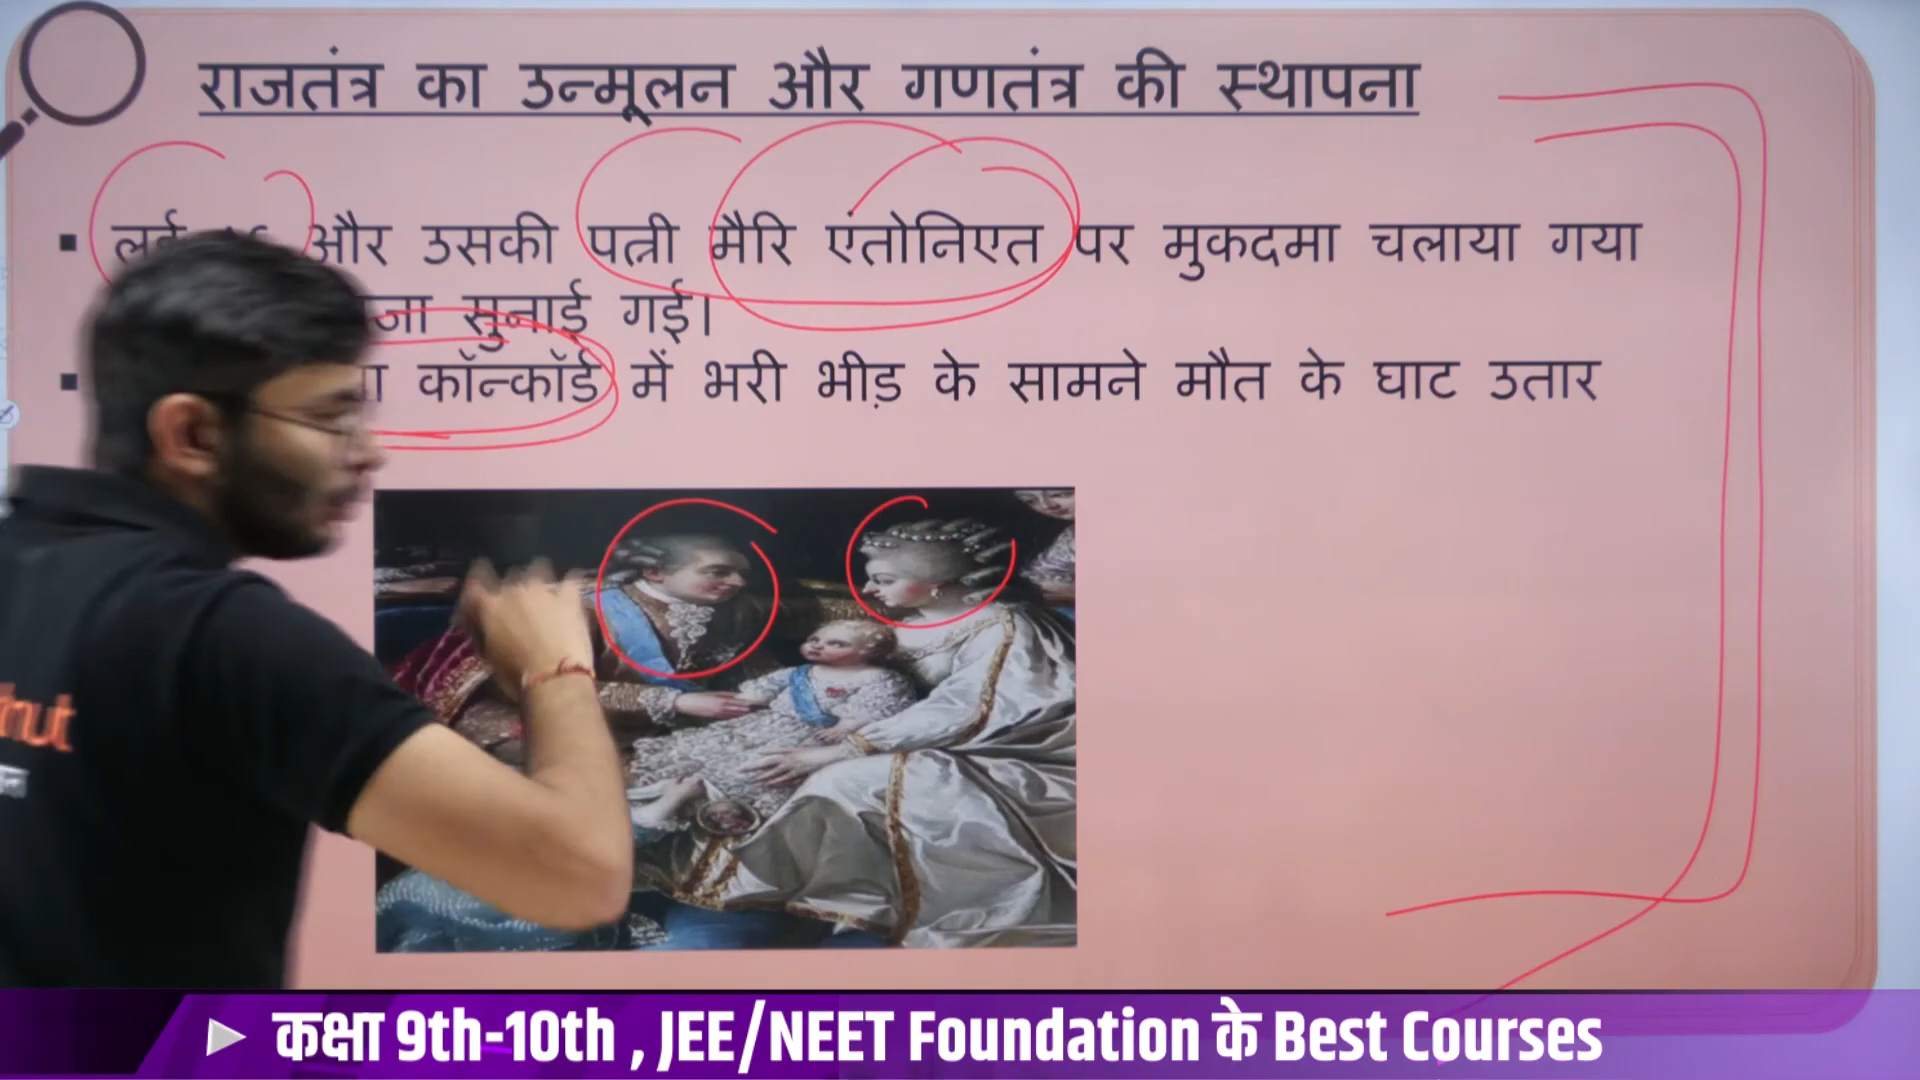 राजतंत्र का उन्मूलन और गणतंत्र की स्थापना
और उसकी पत्नी मैरि एंतोनिएत पर मुकदमा चलाया गया
सुनाई गई।
कॉन्कॉर्ड में भरी भीड़ के सामने मौत के घाट उतार
कक्षा 9th-10th , JEE/NEET Foundation के Best Courses